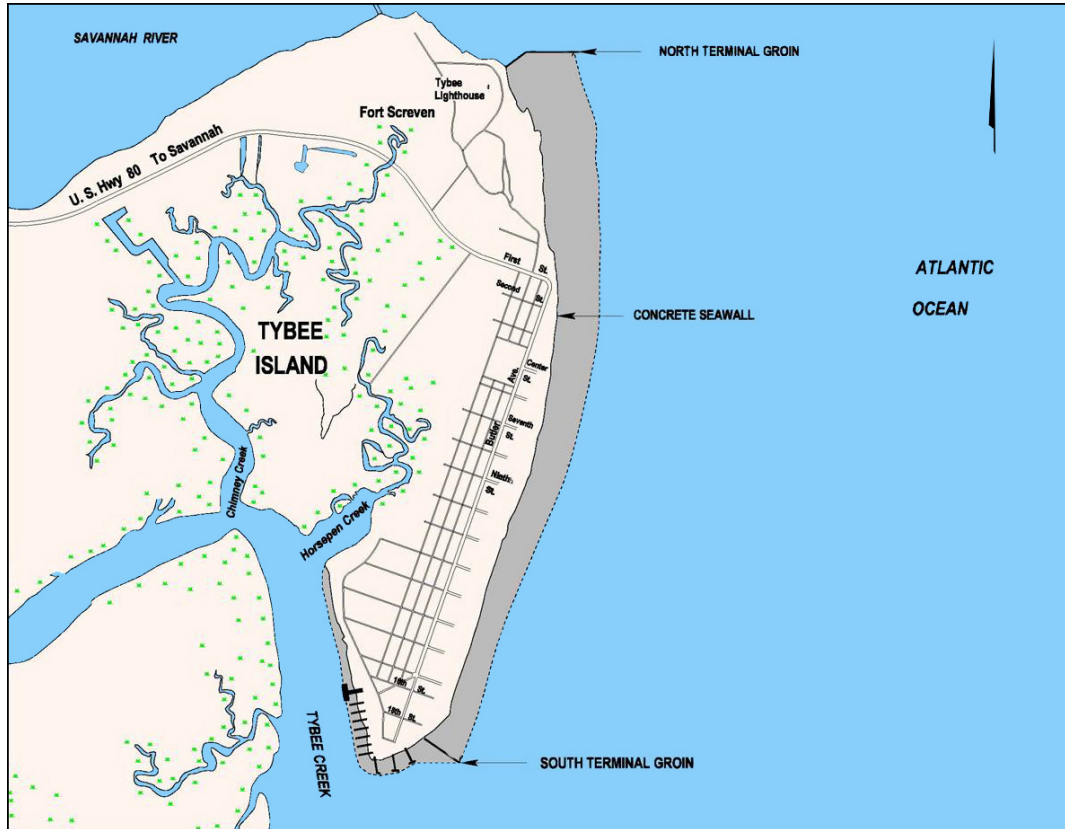 SAVANNAH RIVER
NORTH TERMINAL GROIN
Tybee
Lighthouse
Fort Screven
U. S. Hwy 80 To Savannah
First St.
Second St.
ATLANTIC
OCEAN
CONCRETE SEAWALL
TYBEE
ISLAND
Center
St.
Butler Ave.
Seventh
St.
Ninth
St.
Chimney Creek
Horsepen Creek
16th St.
18th St.
TYBEE CREEK
SOUTH TERMINAL GROIN